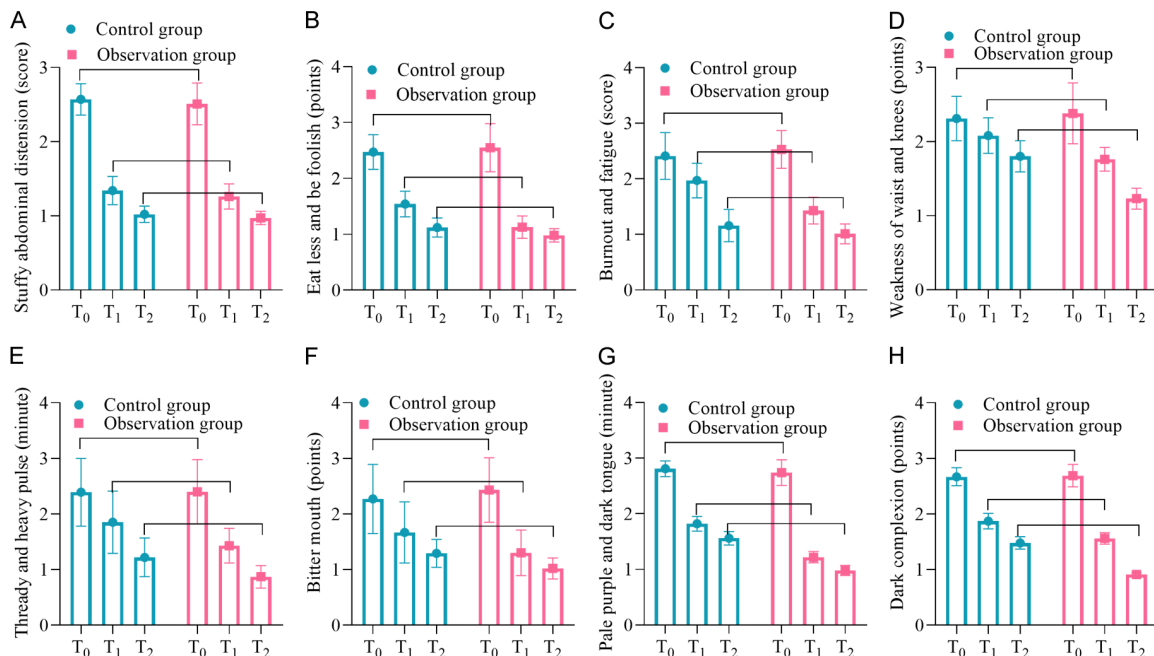 A
Control group
Observation group
Stuffy abdominal distension (score)
3
2
1
0
T0 T1 T2 T0 T1 T2
B
Control group
Observation group
Eat less and be foolish (points)
4
3
2
1
0
T0 T1 T2 T0 T1 T2
C
Control group
Observation group
Burnout and fatigue (score)
4
3
2
1
0
T0 T1 T2 T0 T1 T2
D
Control group
Observation group
Weakness of waist and knees (points)
3
2
1
0
T0 T1 T2 T0 T1 T2
E
Control group
Observation group
Thready and heavy pulse (minute)
4
3
2
1
0
T0 T1 T2 T0 T1 T2
F
Control group
Observation group
Bitter mouth (points)
4
3
2
1
0
T0 T1 T2 T0 T1 T2
G
Control group
Observation group
Pale purple and dark tongue (minute)
4
3
2
1
0
T0 T1 T2 T0 T1 T2
H
Control group
Observation group
Dark complexion (points)
4
3
2
1
0
T0 T1 T2 T0 T1 T2